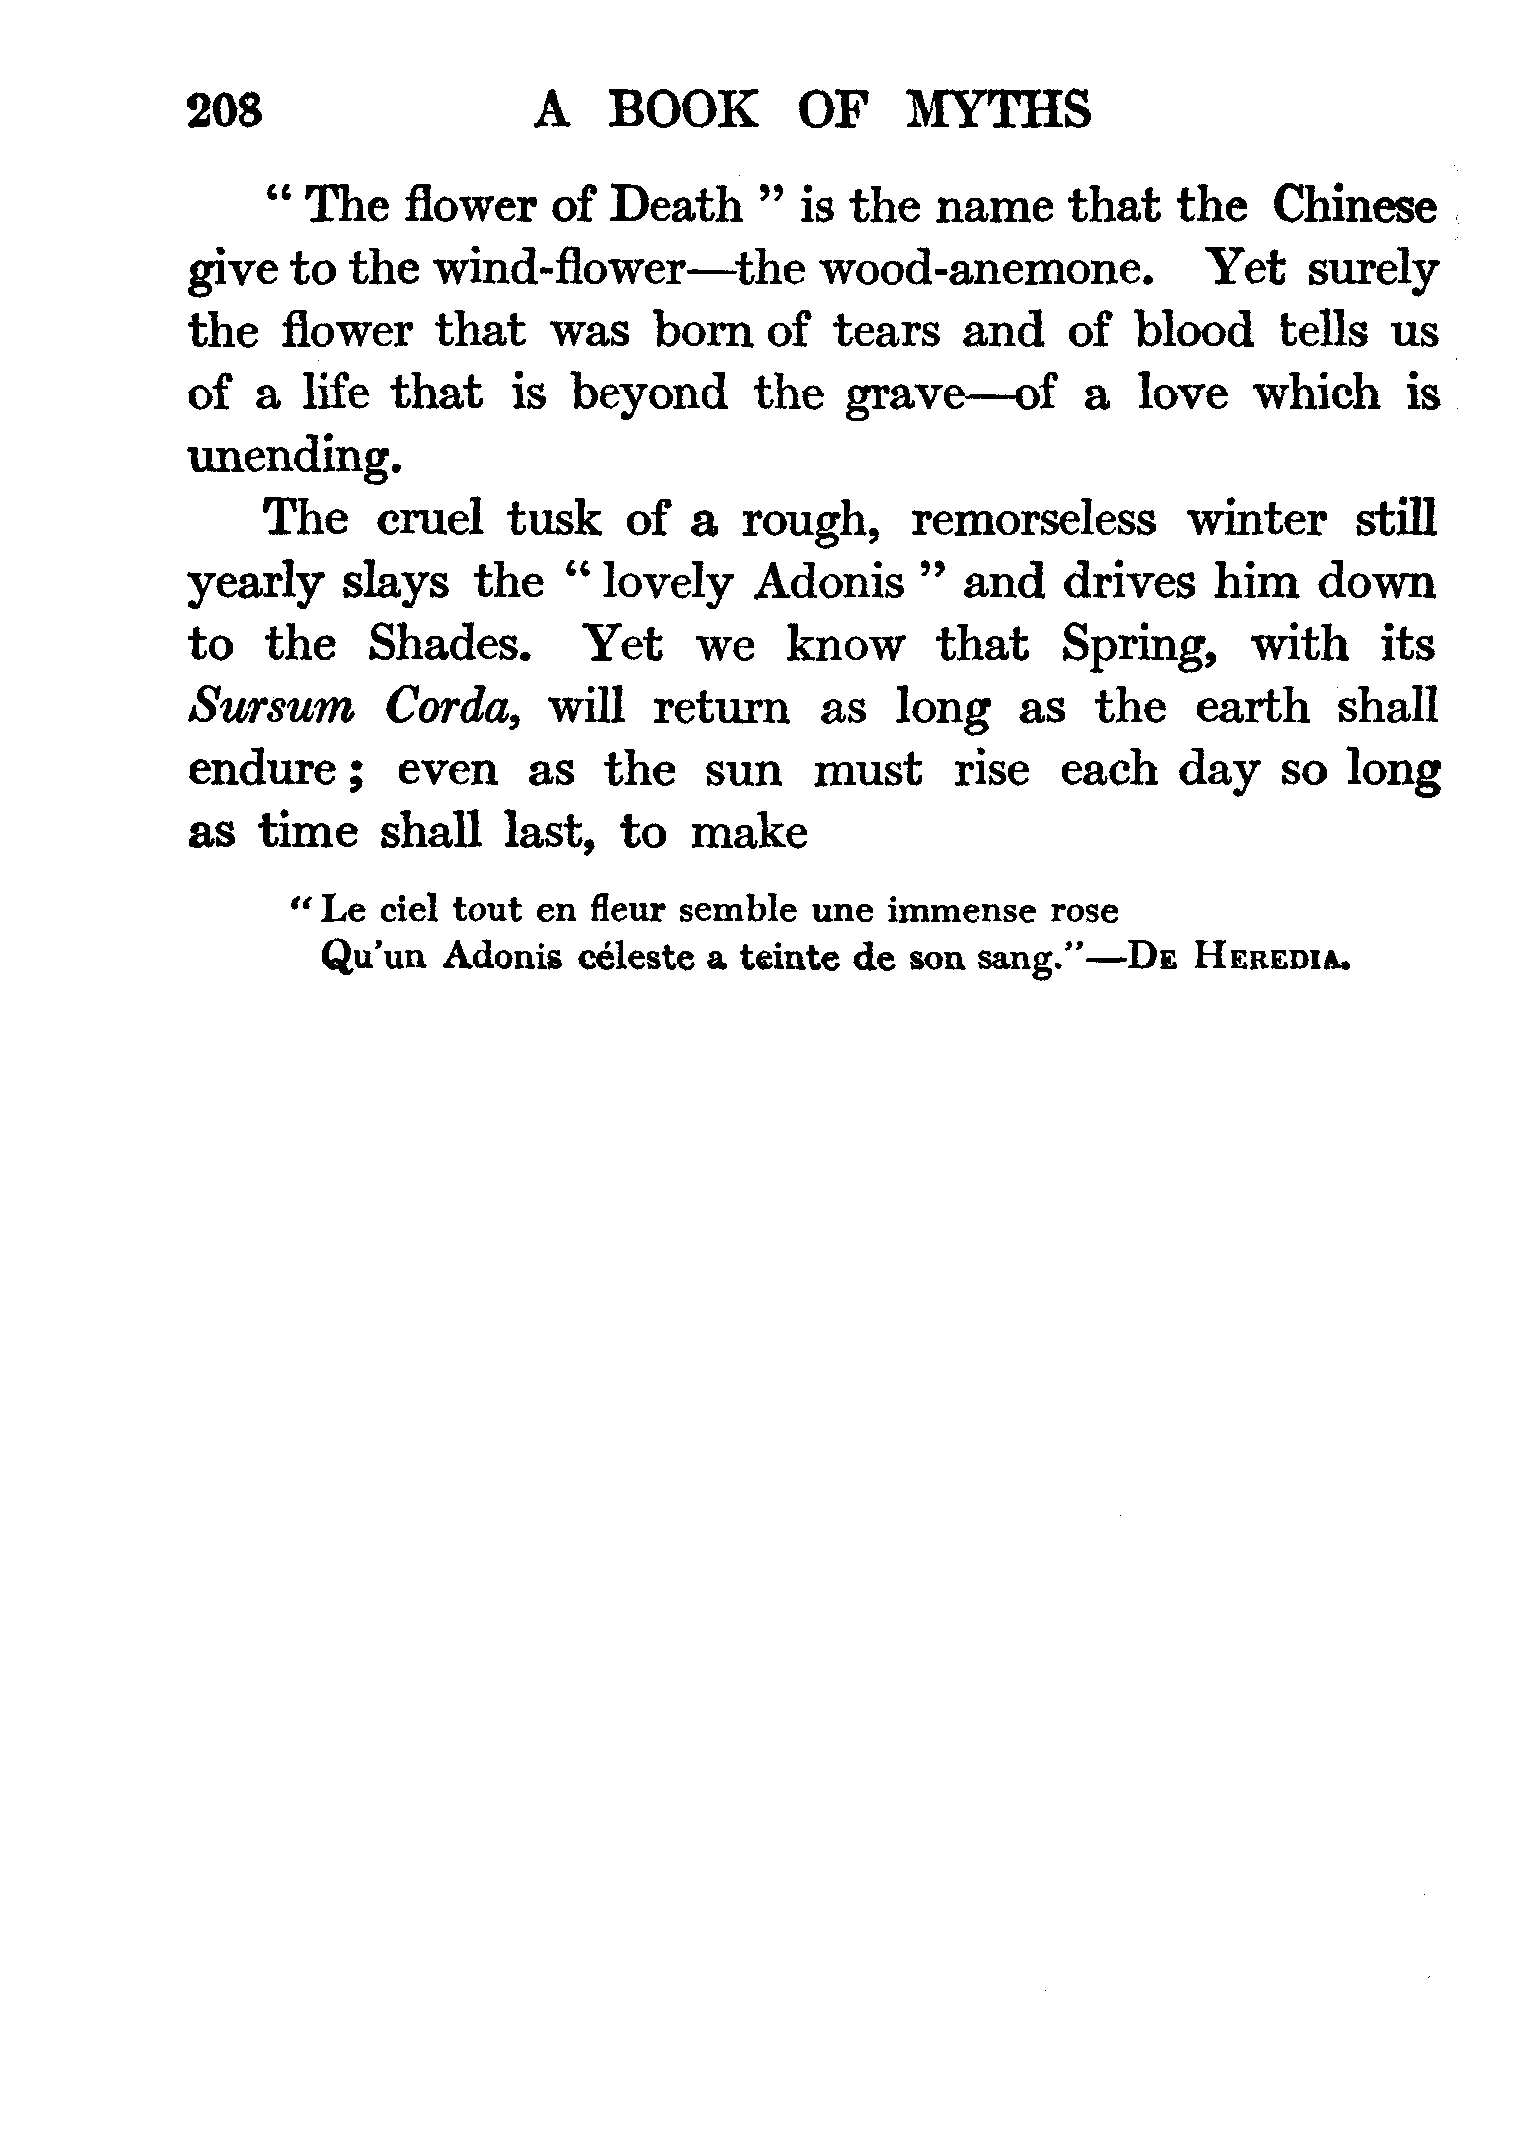 208 A BOOK OF MYTHS
“ The flower of Death ” is the name that the Chinese
give to the wind-flower—the wood-anemone. Yet surely
the flower that was born of tears and of blood tells us
of a life that is beyond the grave—of a love which is
unending.
The cruel tusk of a rough, remorseless winter still
yearly slays the “ lovely Adonis ” and drives him down
to the Shades. Yet we know that Spring, with its
Sursum Corda, will return as long as the earth shall
endure ; even as the sun must rise each day so long
as time shall last, to make
“ Le ciel tout en fleur semble une immense rose
Qu'un Adonis céleste a teinte de son sang.”—DE HEREDIA.